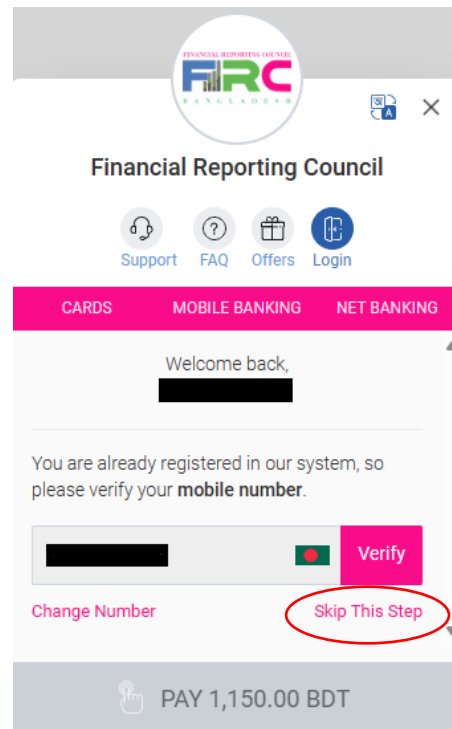 FINANCIAL REPORTING COUNCIL
FRC
BANGLADESH
Financial Reporting Council
Support FAQ Offers Login
CARDS MOBILE BANKING NET BANKING
Welcome back,
You are already registered in our system, so
please verify your mobile number.
Verify
Change Number Skip This Step
PAY 1,150.00 BDT